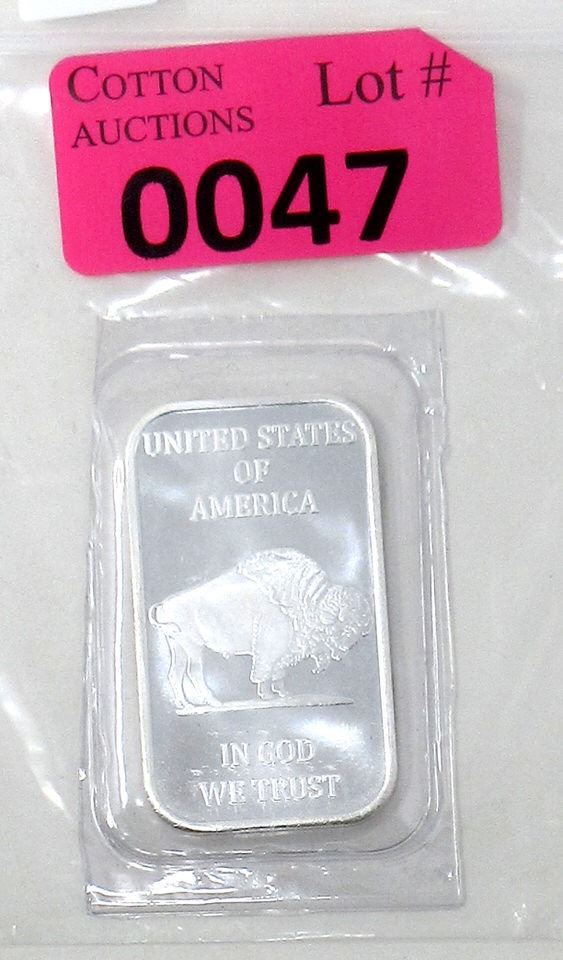 COTTON
AUCTIONS
Lot #
0047
UNITED STATES
OF
AMERICA
IN GOD
WE TRUST